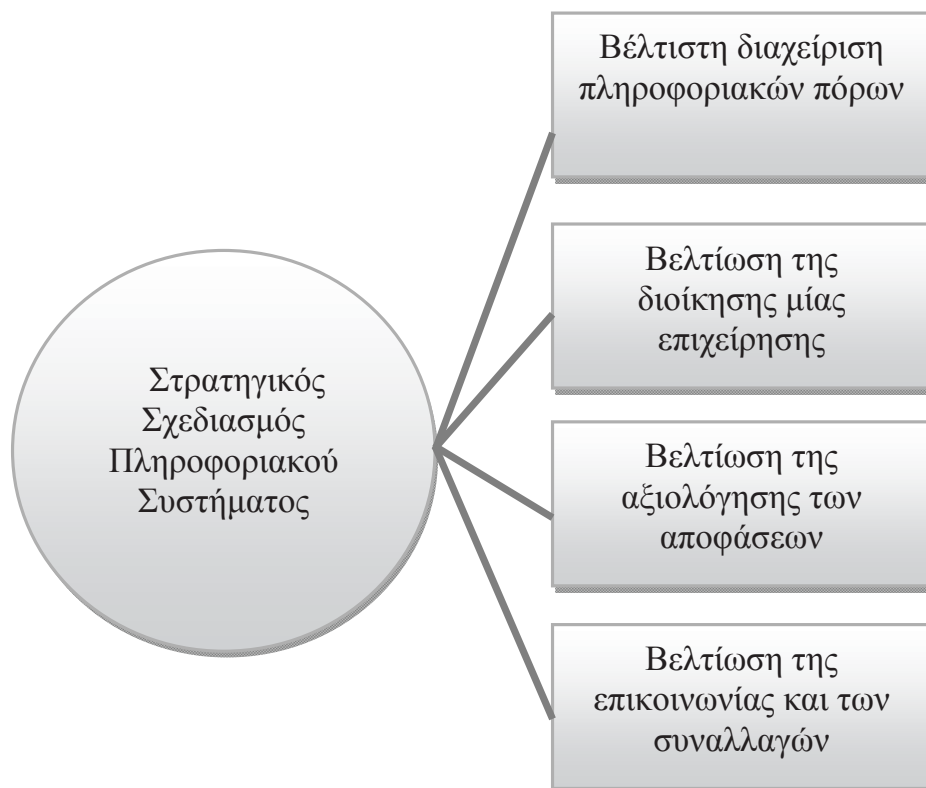 Στρατηγικός
Σχεδιασμός
Πληροφοριακού
Συστήματος
Βέλτιστη διαχείριση
πληροφοριακών πόρων
Βελτίωση της
διοίκησης μίας
επιχείρησης
Βελτίωση της
αξιολόγησης των
αποφάσεων
Βελτίωση της
επικοινωνίας και των
συναλλαγών